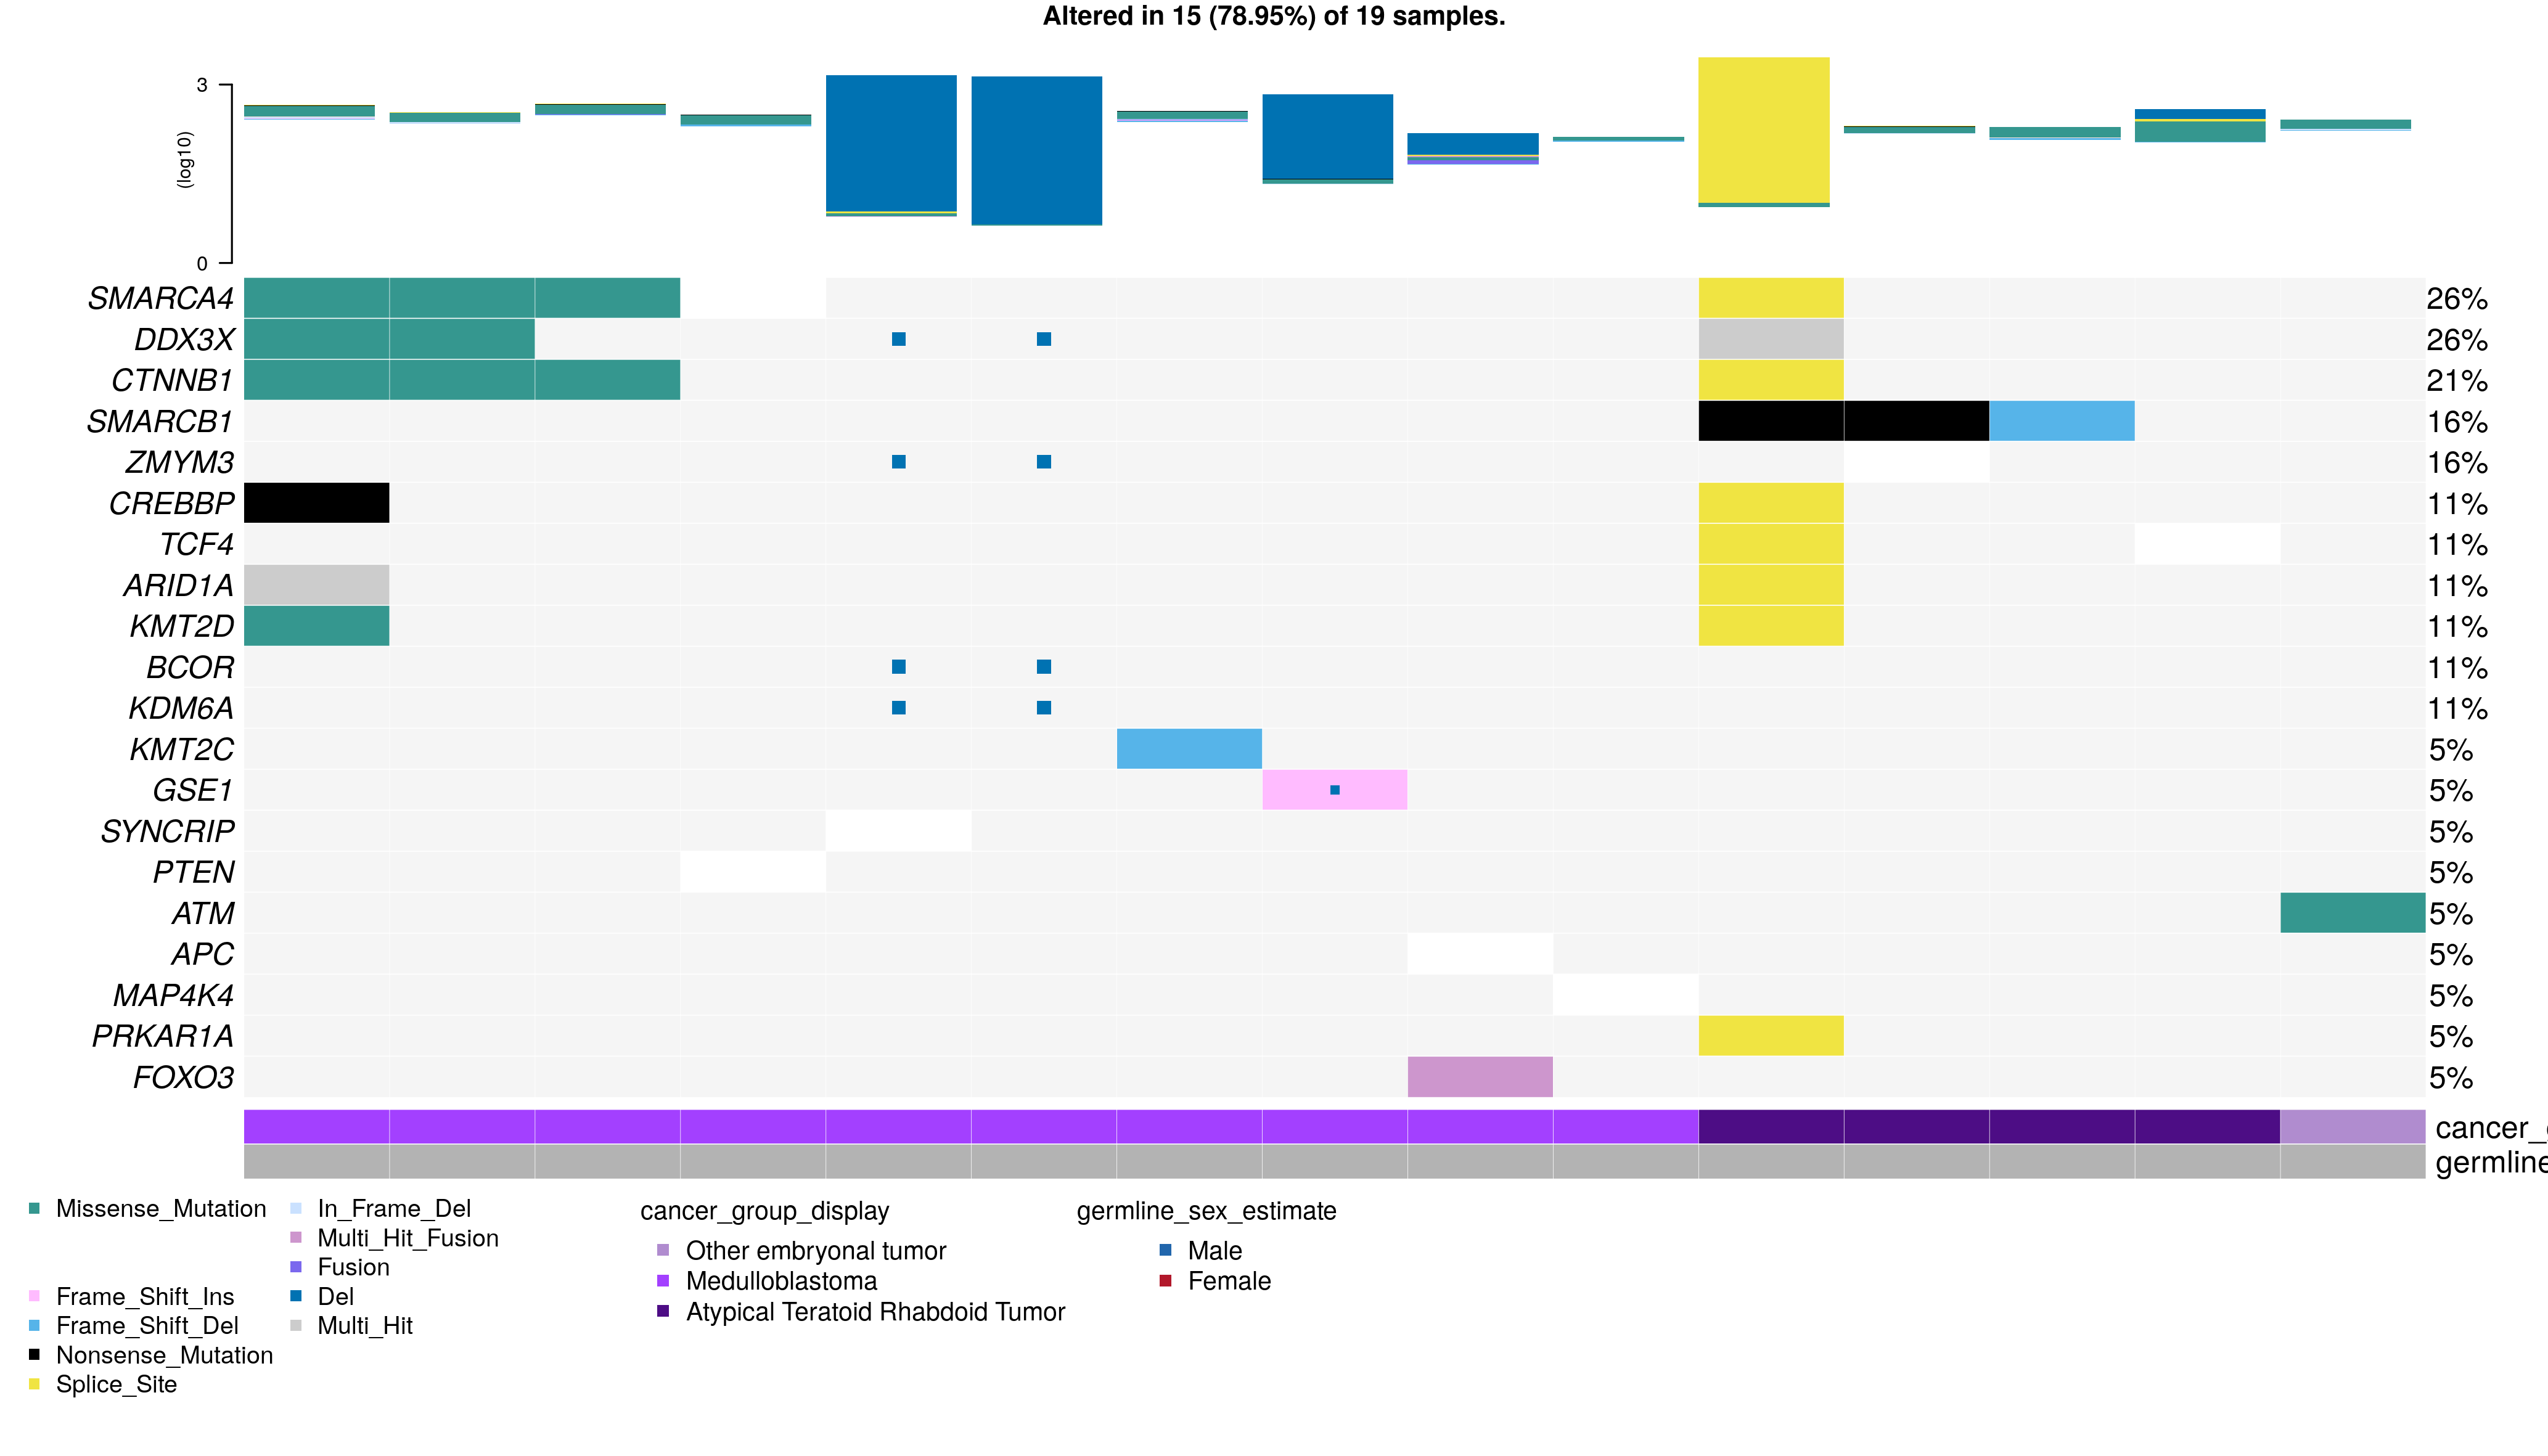 Altered in 15 (78.95%) of 19 samples.
3
(log10)
0
SMARCA4 26%
DDX3X 26%
CTNNB1 21%
SMARCB1 16%
ZMYM3 16%
CREBBP 11%
TCF4 11%
ARID1A 11%
KMT2D 11%
BCOR 11%
KDM6A 11%
KMT2C 5%
GSE1 5%
SYNCRIP 5%
PTEN 5%
ATM 5%
APC 5%
MAP4K4 5%
PRKAR1A 5%
FOXO3 5%
cancer_
germline
Missense_Mutation
Frame_Shift_Ins
Frame_Shift_Del
Nonsense_Mutation
Splice_Site
In_Frame_Del
Multi_Hit_Fusion
Fusion
Del
Multi_Hit
cancer_group_display
Other embryonal tumor
Medulloblastoma
Atypical Teratoid Rhabdoid Tumor
germline_sex_estimate
Male
Female